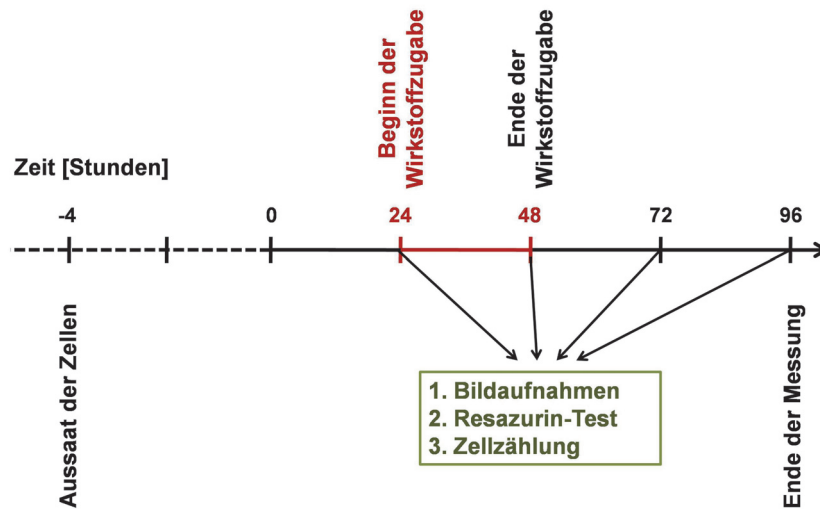 Beginn der
Wirkstoffzugabe
Ende der
Wirkstoffzugabe
Zeit [Stunden]
-4 0 24 48 72 96
Aussaat der Zellen
1. Bildaufnahmen
2. Resazurin-Test
3. Zellzählung
Ende der Messung